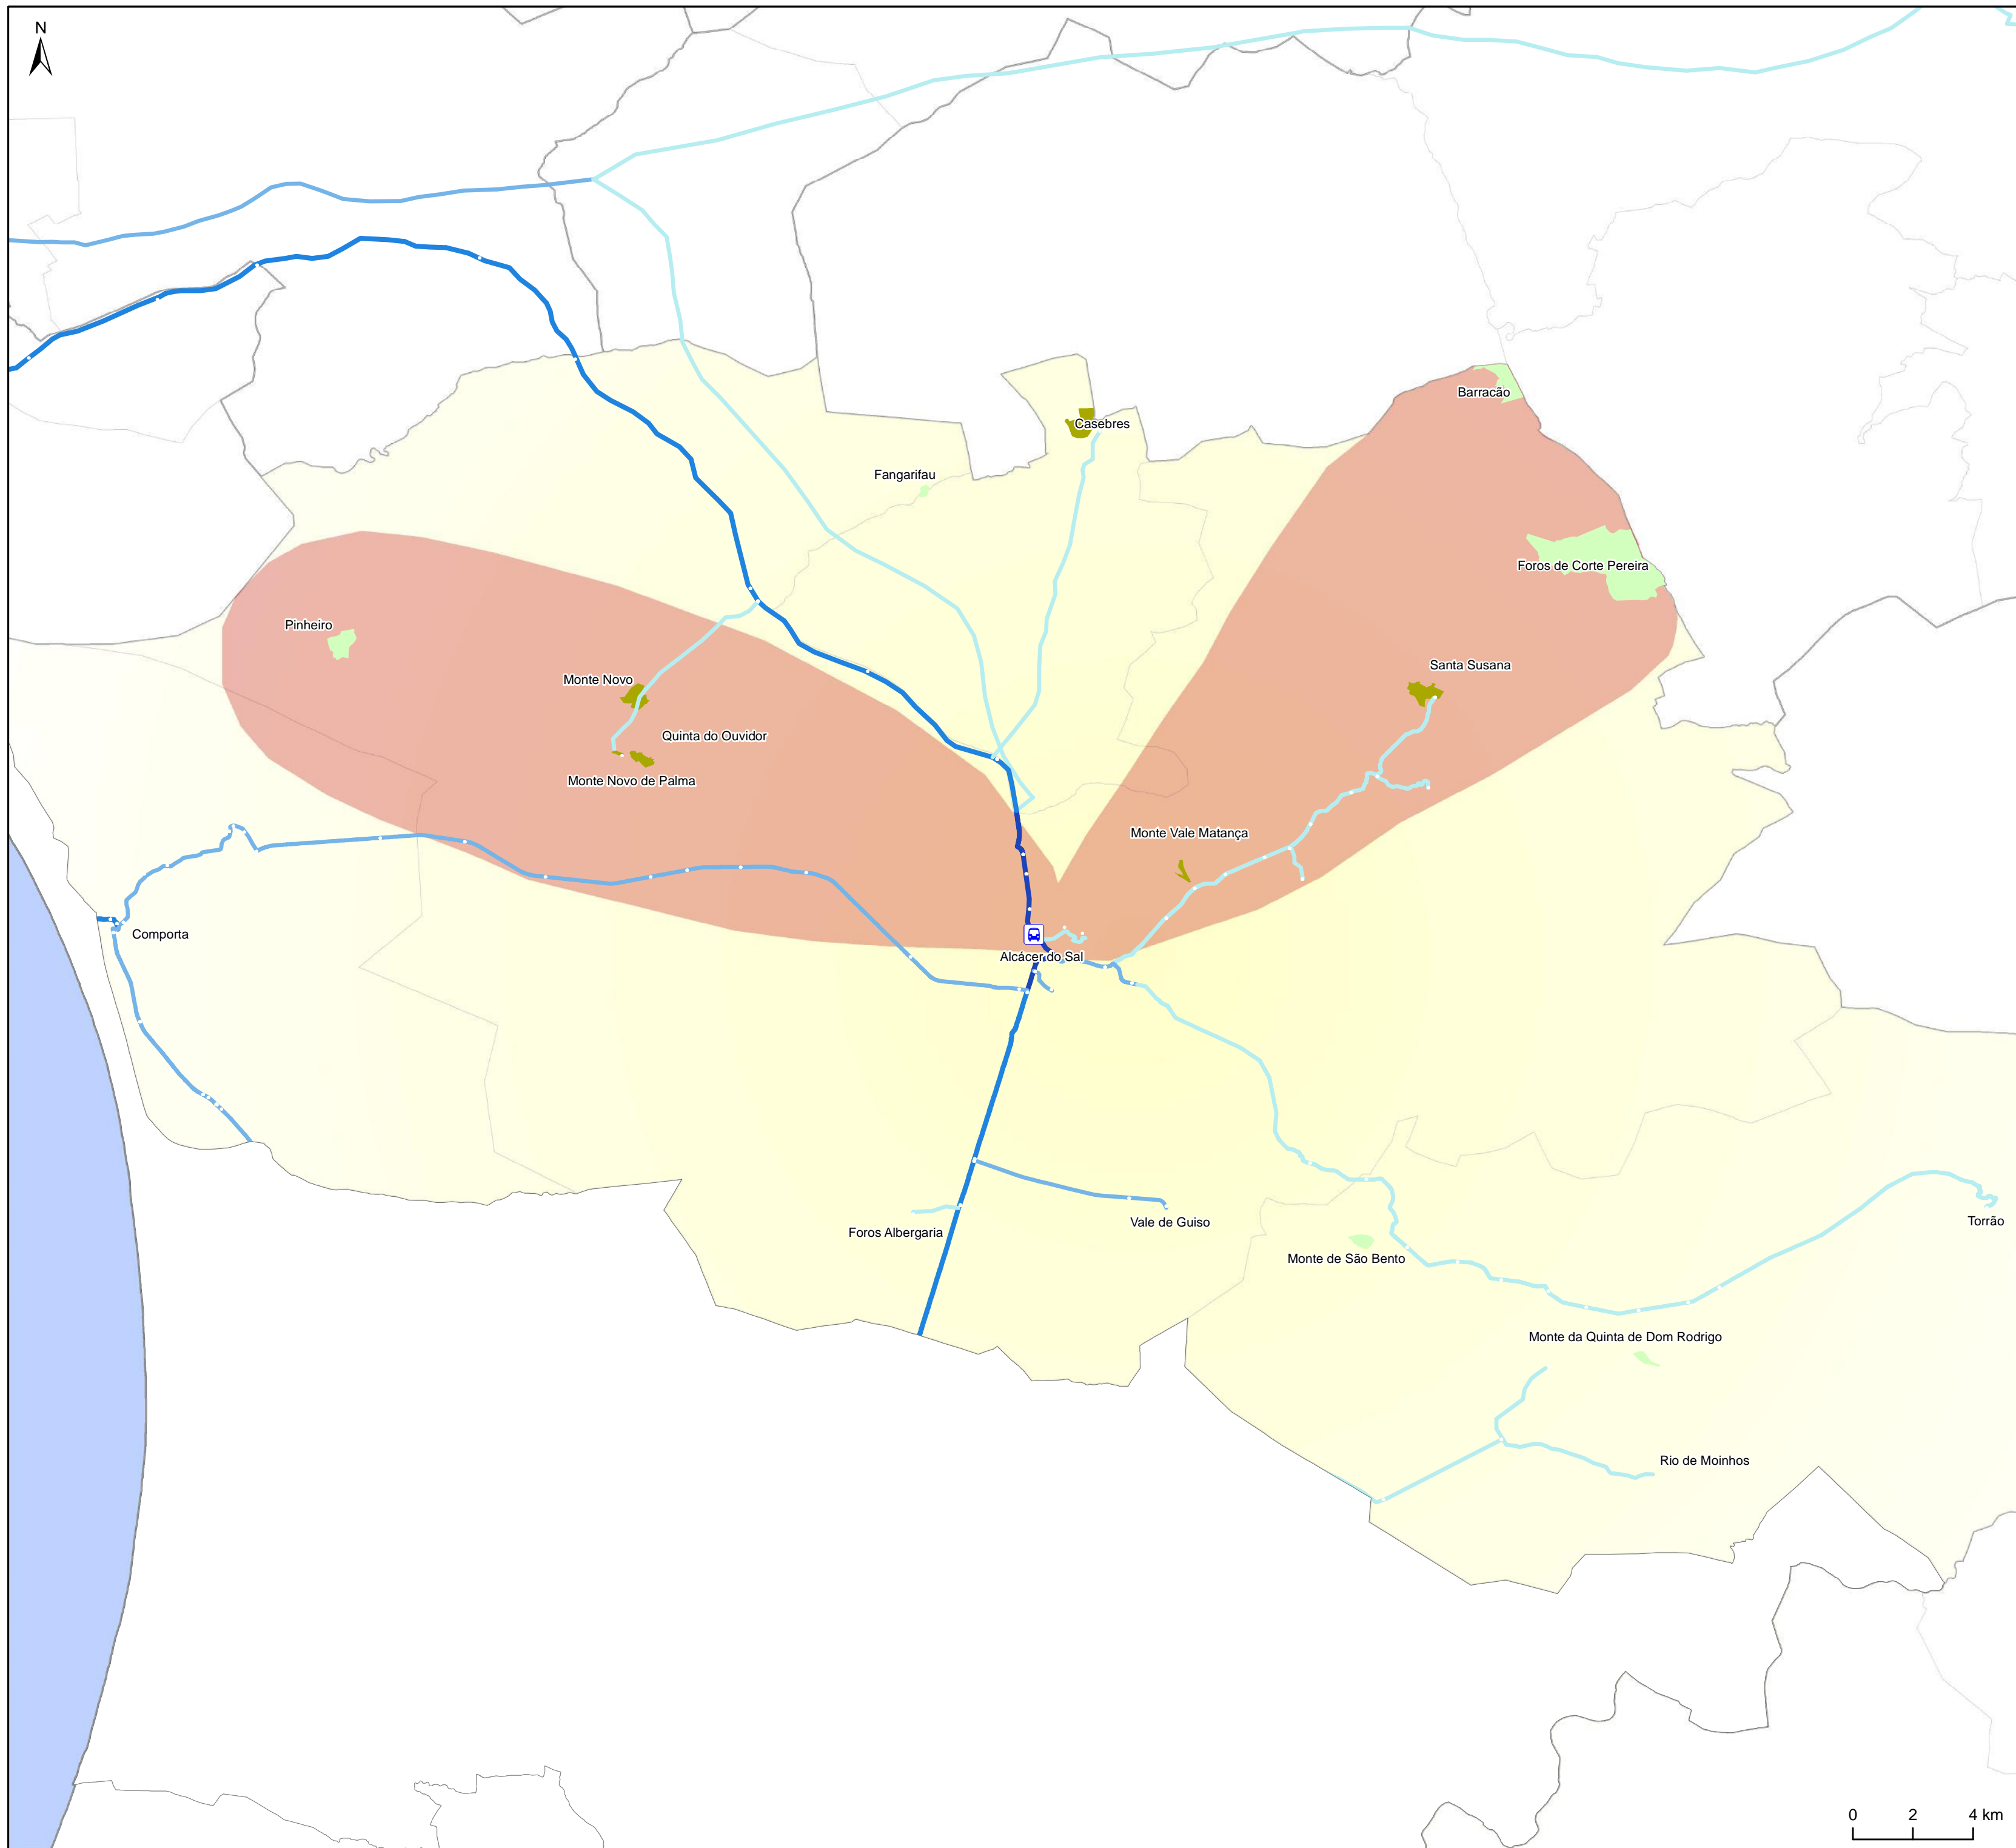 N
Barracão
Casebres
Fangarifau
Foros de Corte Pereira
Pinheiro
Santa Susana
Monte Novo
Quinta do Ouvidor
Monte Novo de Palma
Monte Vale Matança
Comporta
Alcácer do Sal
Vale de Guiso
Torrão
Foros Albergaria
Monte de São Bento
Monte da Quinta de Dom Rodrigo
Rio de Moinhos
0 2 4 km